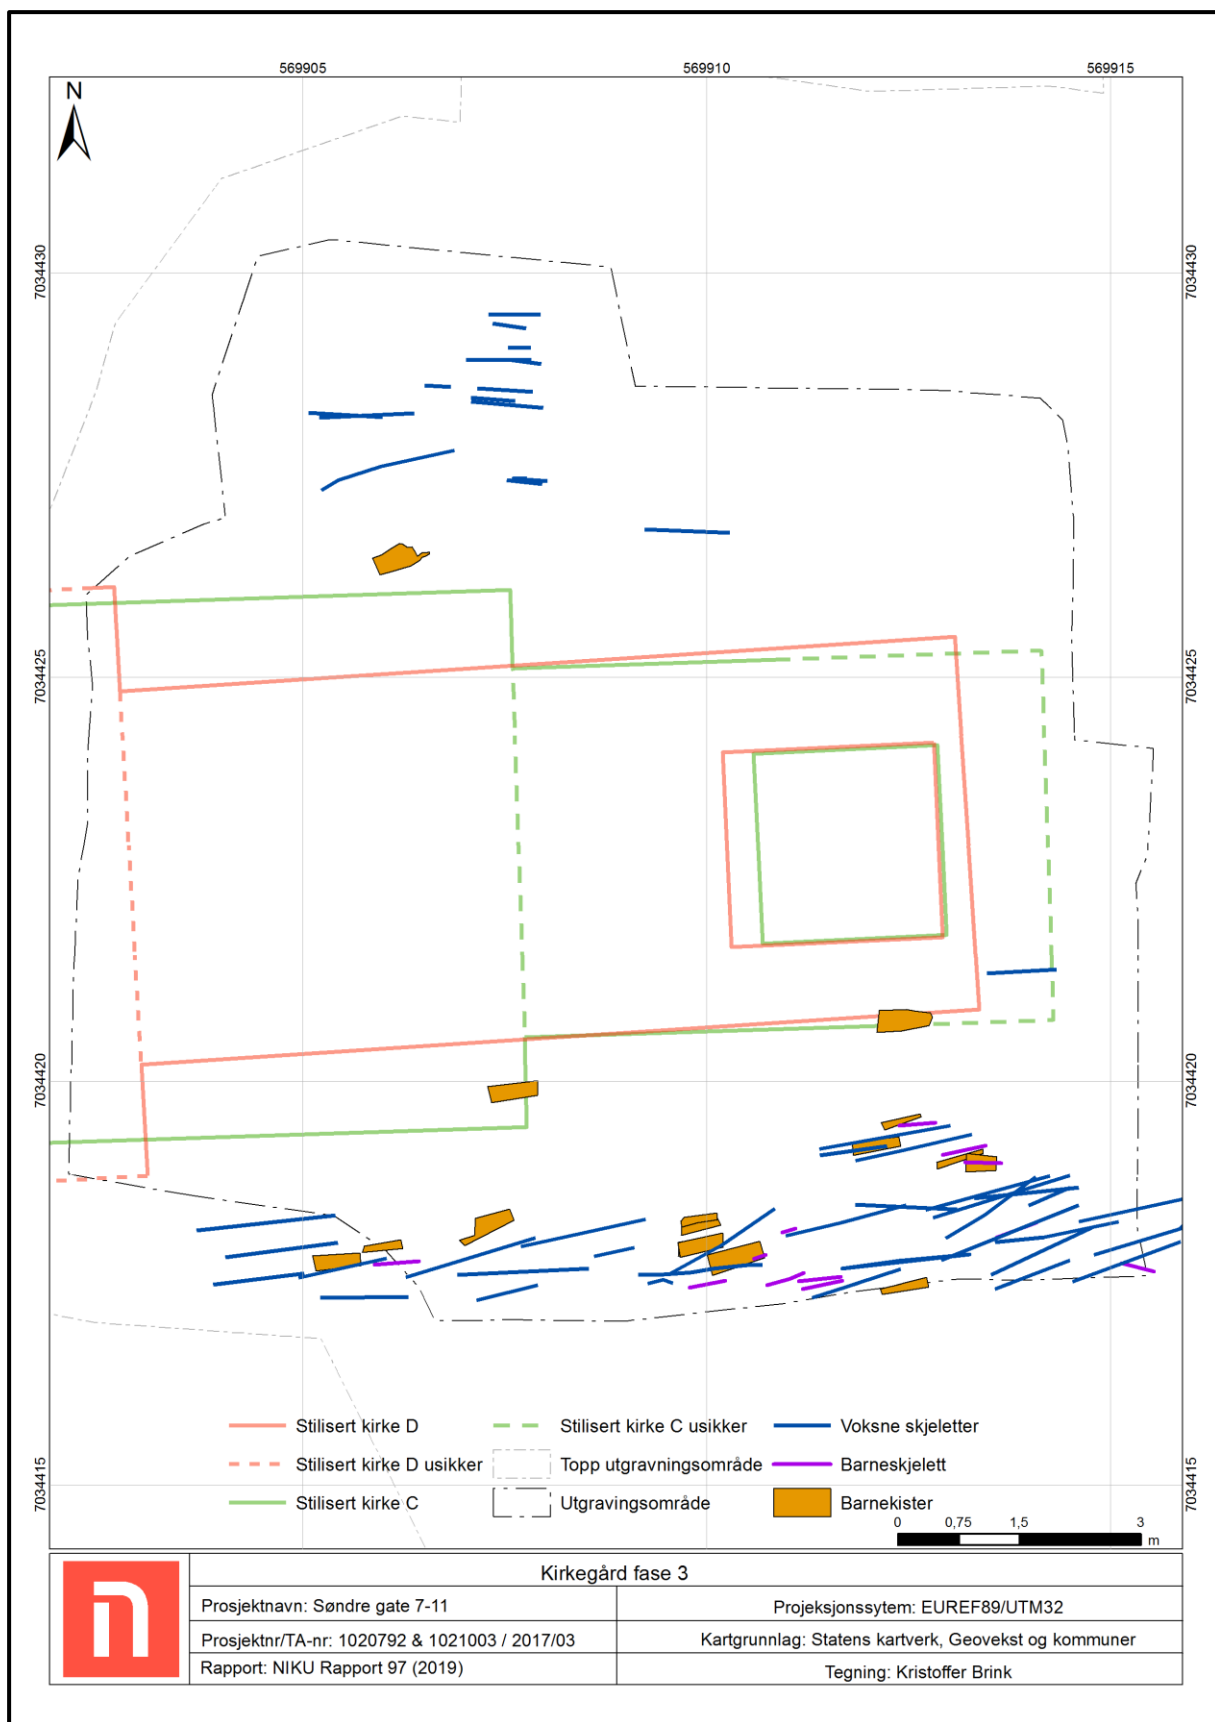 569905 569910 569915
N
7034430 7034430
7034425 7034425
7034420 7034420
7034415 7034415
Stilisert kirke D
Stilisert kirke D usikker
Stilisert kirke C
Stilisert kirke C usikker
Topp utgravningsområde
Utgravingsområde
Voksne skjeletter
Barneskjelett
Barnekister
0 0,75 1,5 3
m
Kirkegård fase 3
Prosjektnavn: Søndre gate 7-11
Prosjektnr/TA-nr: 1020792 & 1021003 / 2017/03
Rapport: NIKU Rapport 97 (2019)
Projeksjonssytem: EUREF89/UTM32
Kartgrunnlag: Statens kartverk, Geovekst og kommuner
Tegning: Kristoffer Brink